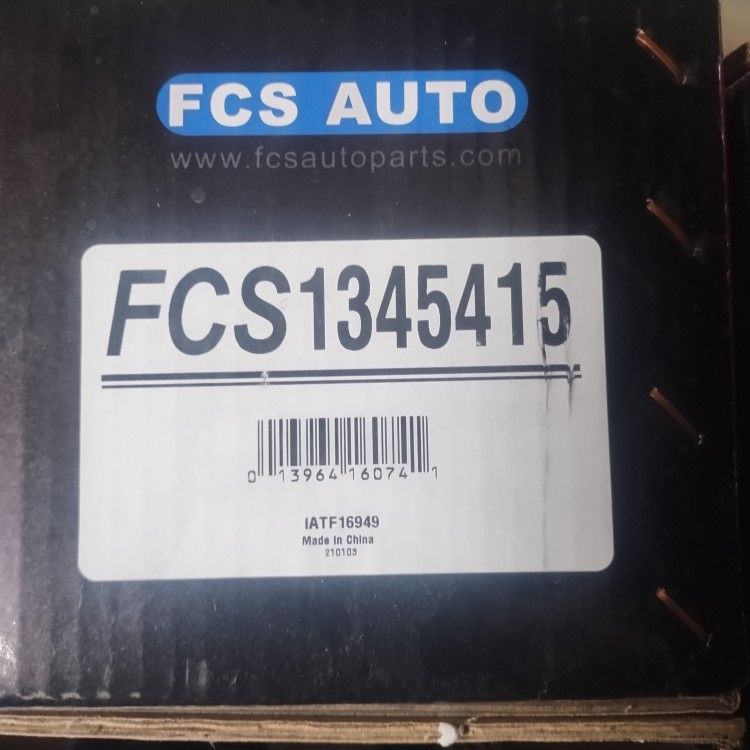 FCS AUTO
www.fcsautoparts.com
FCS1345415
0 13964 16074 1
IATF16949
Made in China
210103